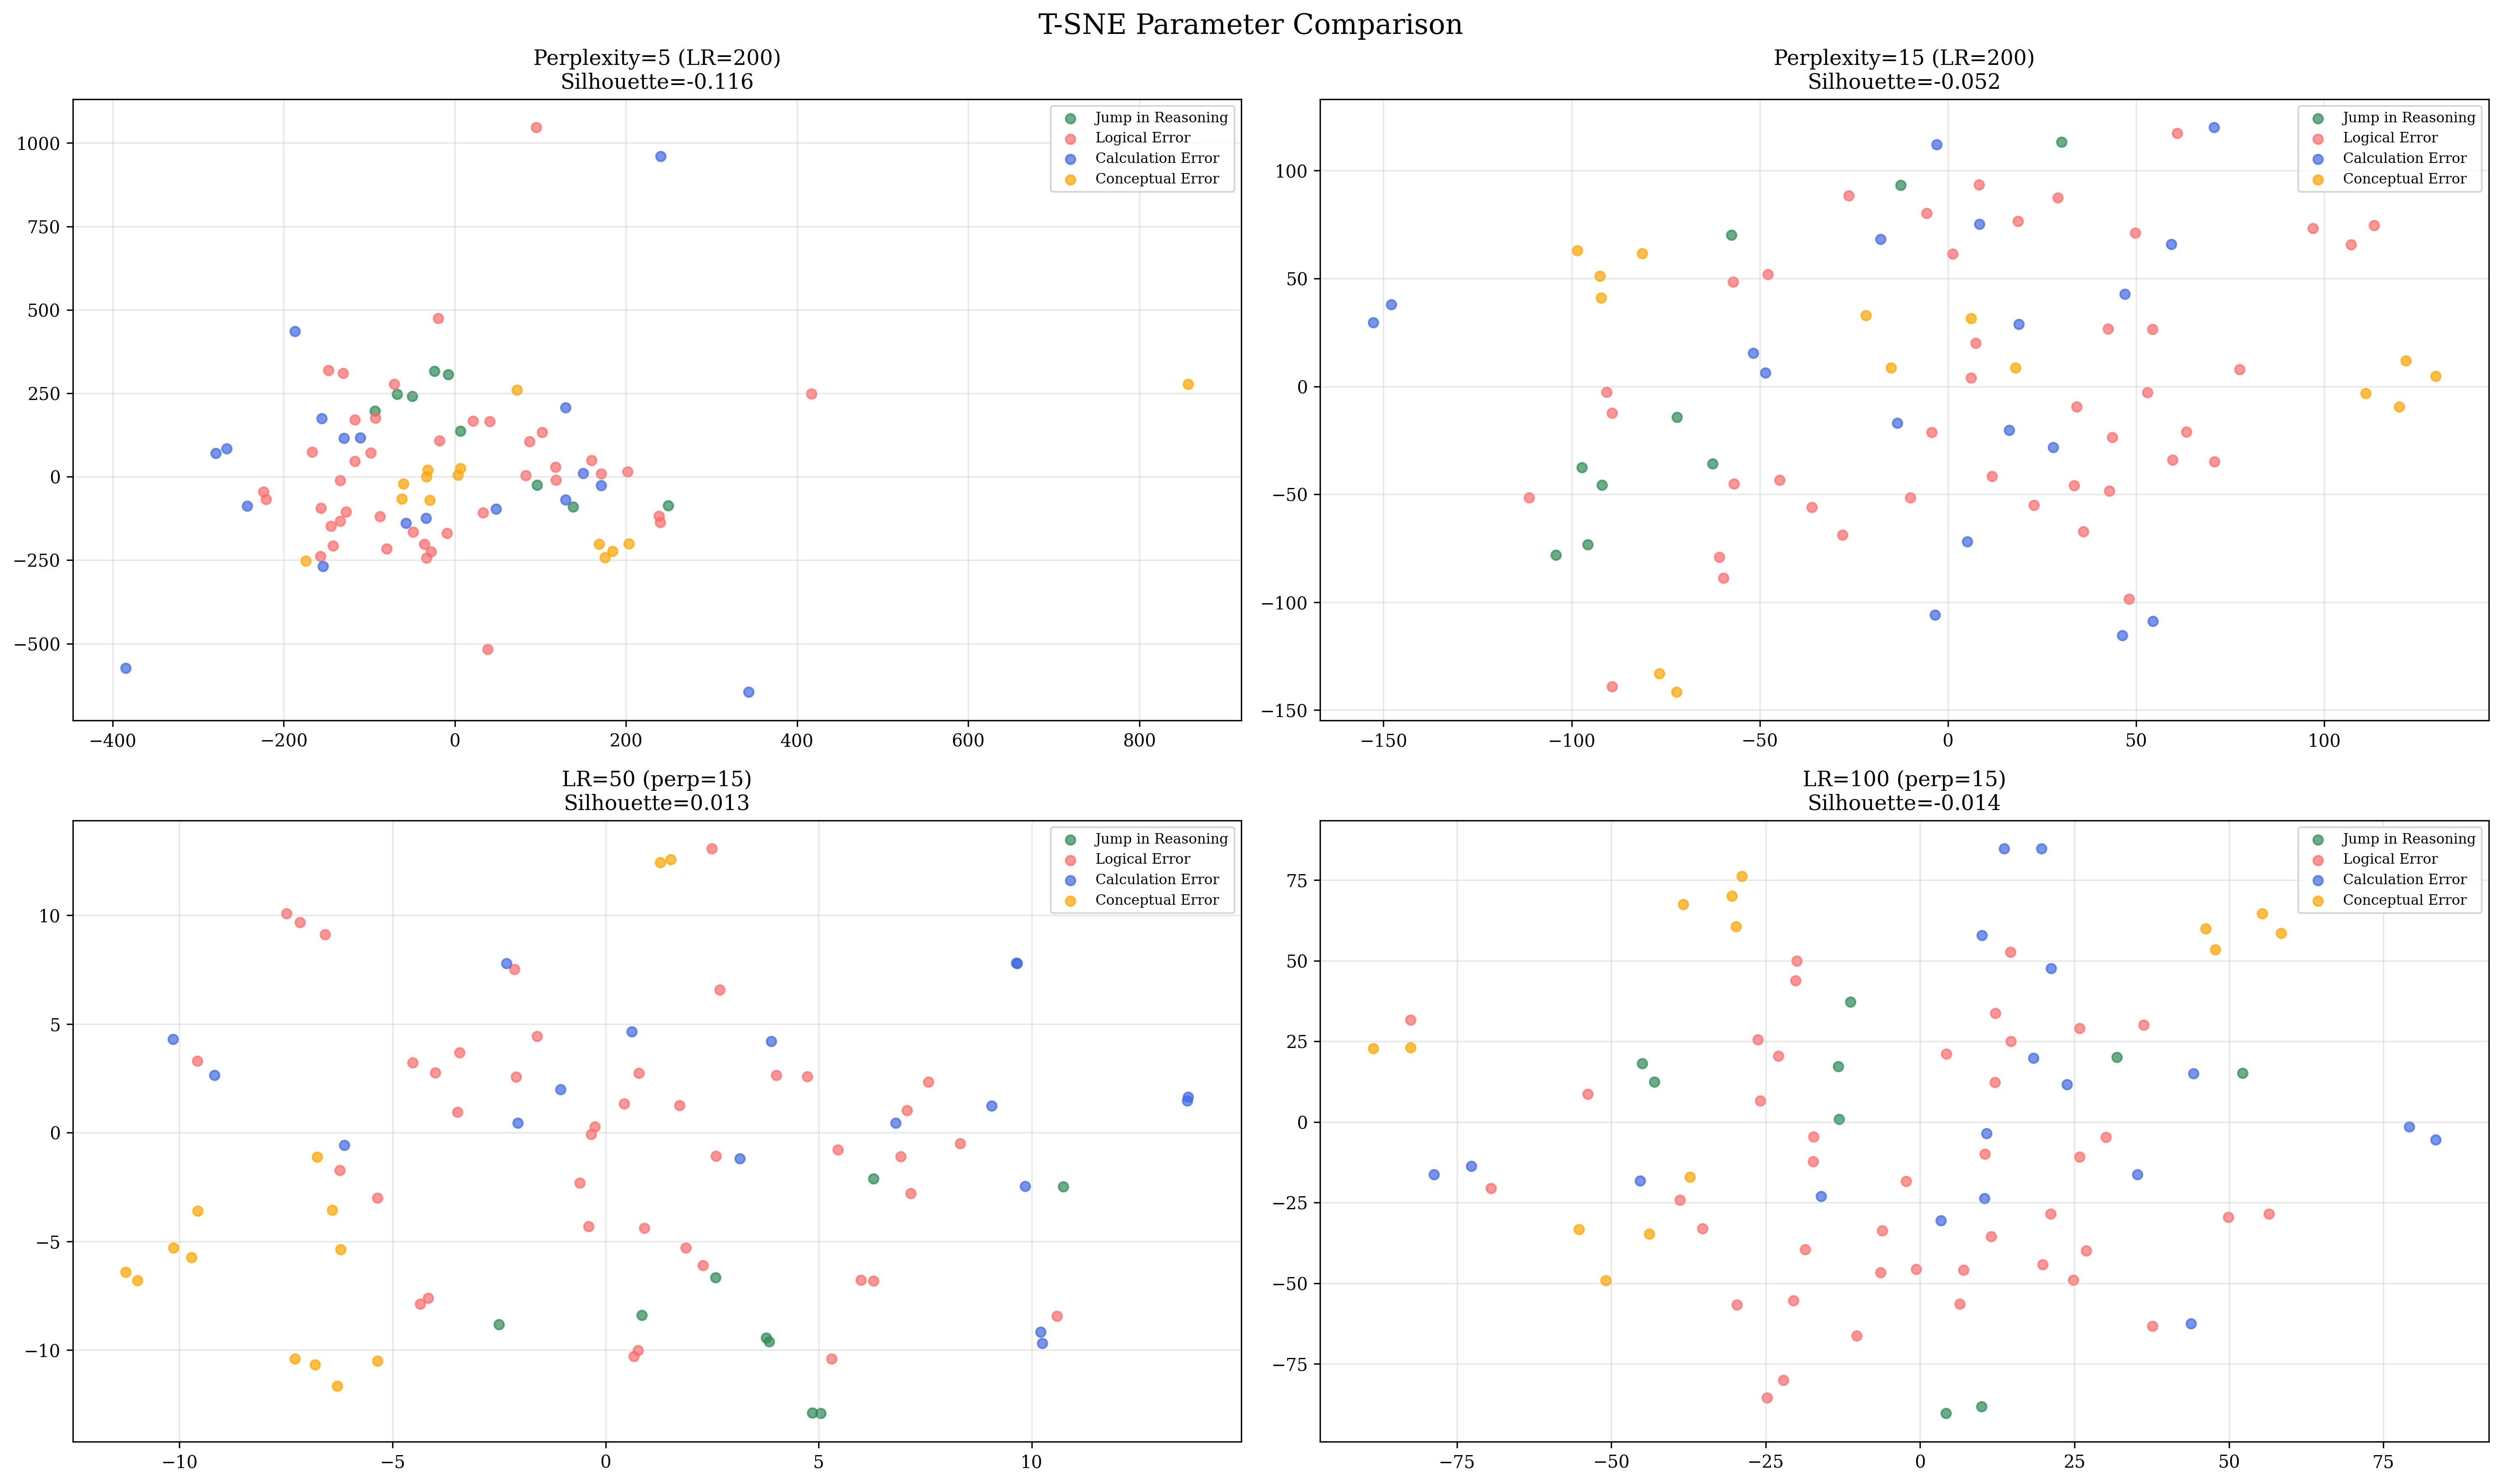 T-SNE Parameter Comparison
Perplexity=5 (LR=200)
Silhouette=-0.116
Jump in Reasoning
Logical Error
Calculation Error
Conceptual Error
1000
750
500
250
0
−250
−500
−400
−200
0
200
400
600
800
Perplexity=15 (LR=200)
Silhouette=-0.052
Jump in Reasoning
Logical Error
Calculation Error
Conceptual Error
100
50
0
−50
−100
−150
−150
−100
−50
0
50
100
LR=50 (perp=15)
Silhouette=0.013
Jump in Reasoning
Logical Error
Calculation Error
Conceptual Error
10
5
0
−5
−10
−10
−5
0
5
10
LR=100 (perp=15)
Silhouette=-0.014
Jump in Reasoning
Logical Error
Calculation Error
Conceptual Error
75
50
25
0
−25
−50
−75
−75
−50
−25
0
25
50
75